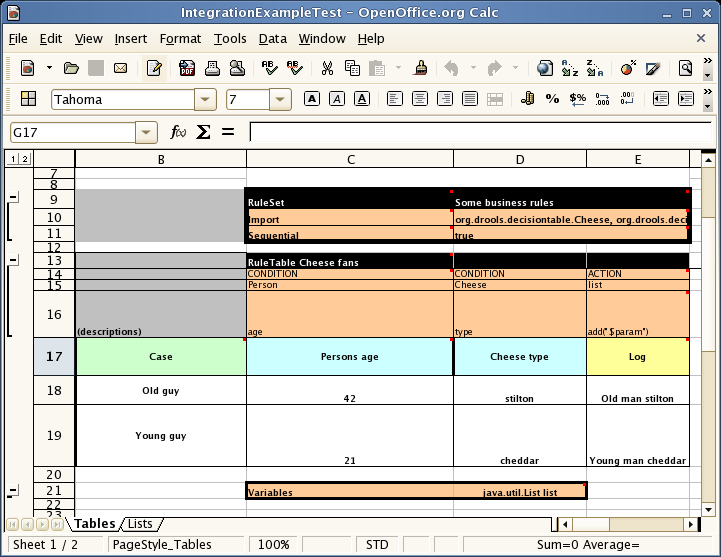 IntegrationExampleTest - OpenOffice.org Calc
File Edit View Insert Format Tools Data Window Help
Tahoma 7
G17 f(x) Σ =
1 2
B C D E
7
8
9 RuleSet Some business rules
10 Import org.drools.decisiontable.Cheese, org.drools.deci
11 Sequential true
12
13 RuleTable Cheese fans
14 CONDITION CONDITION ACTION
15 Person Cheese list
16 (descriptions) age type add("$param")
17 Case Persons age Cheese type Log
18 Old guy 42 stilton Old man stilton
19 Young guy 21 cheddar Young man cheddar
20
21 Variables java.util.List list
22
23
Tables Lists
Sheet 1 / 2 PageStyle_Tables 100% STD Sum=0 Average=